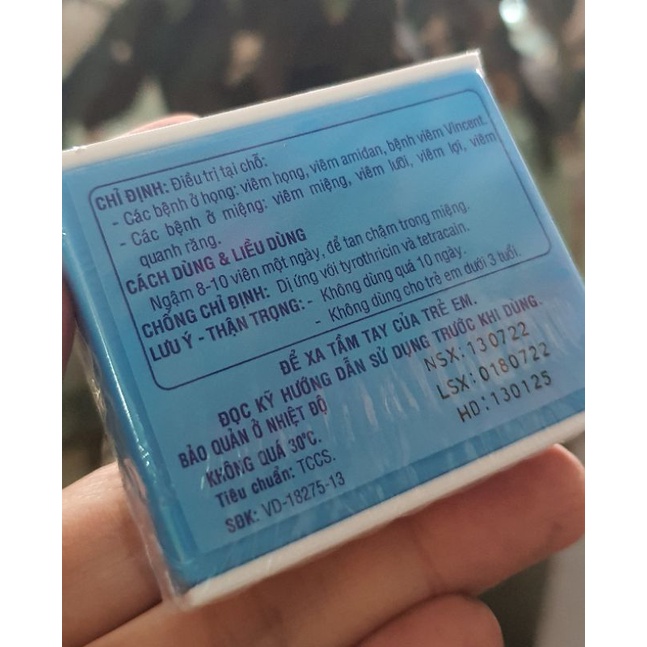 CHỈ ĐỊNH: Điều trị tại chỗ:
- Các bệnh ở họng: viêm họng, viêm amidan, bệnh viêm Vincent.
- Các bệnh ở miệng: viêm miệng, viêm lưỡi, viêm lợi, viêm
quanh răng.
CÁCH DÙNG & LIỀU DÙNG
Ngậm 8-10 viên một ngày, để tan chậm trong miệng.
CHỐNG CHỈ ĐỊNH: Dị ứng với tyrothricin và tetracain.
LƯU Ý - THẬN TRỌNG: - Không dùng quá 10 ngày.
- Không dùng cho trẻ em dưới 3 tuổi.
ĐỂ XA TẦM TAY CỦA TRẺ EM.
ĐỌC KỸ HƯỚNG DẪN SỬ DỤNG TRƯỚC KHI DÙNG.
BẢO QUẢN Ở NHIỆT ĐỘ
KHÔNG QUÁ 30°C.
Tiêu chuẩn: TCCS.
SĐK: VD-18275-13
NSX: 130722
LSX: 0180722
HD: 130125